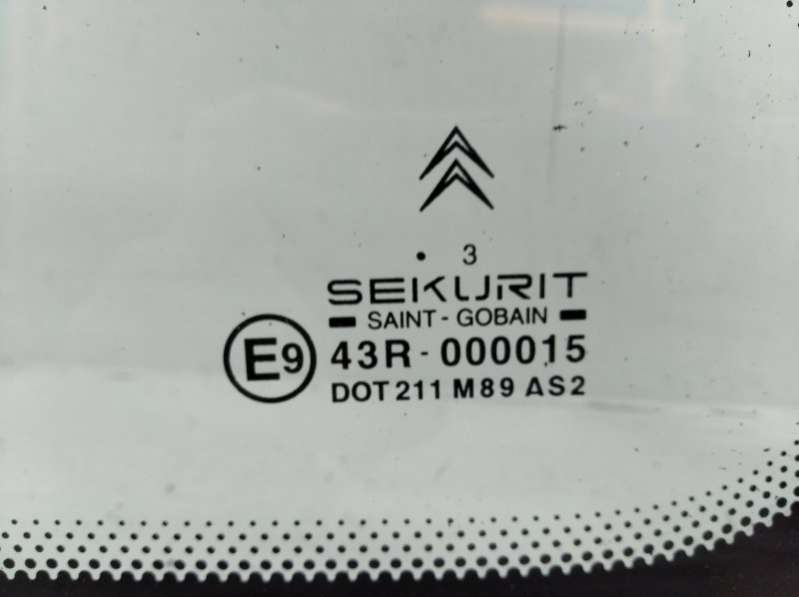 • 3
SEKURIT
SAINT - GOBAIN
E9 43R - 000015
DOT 211 M89 AS2